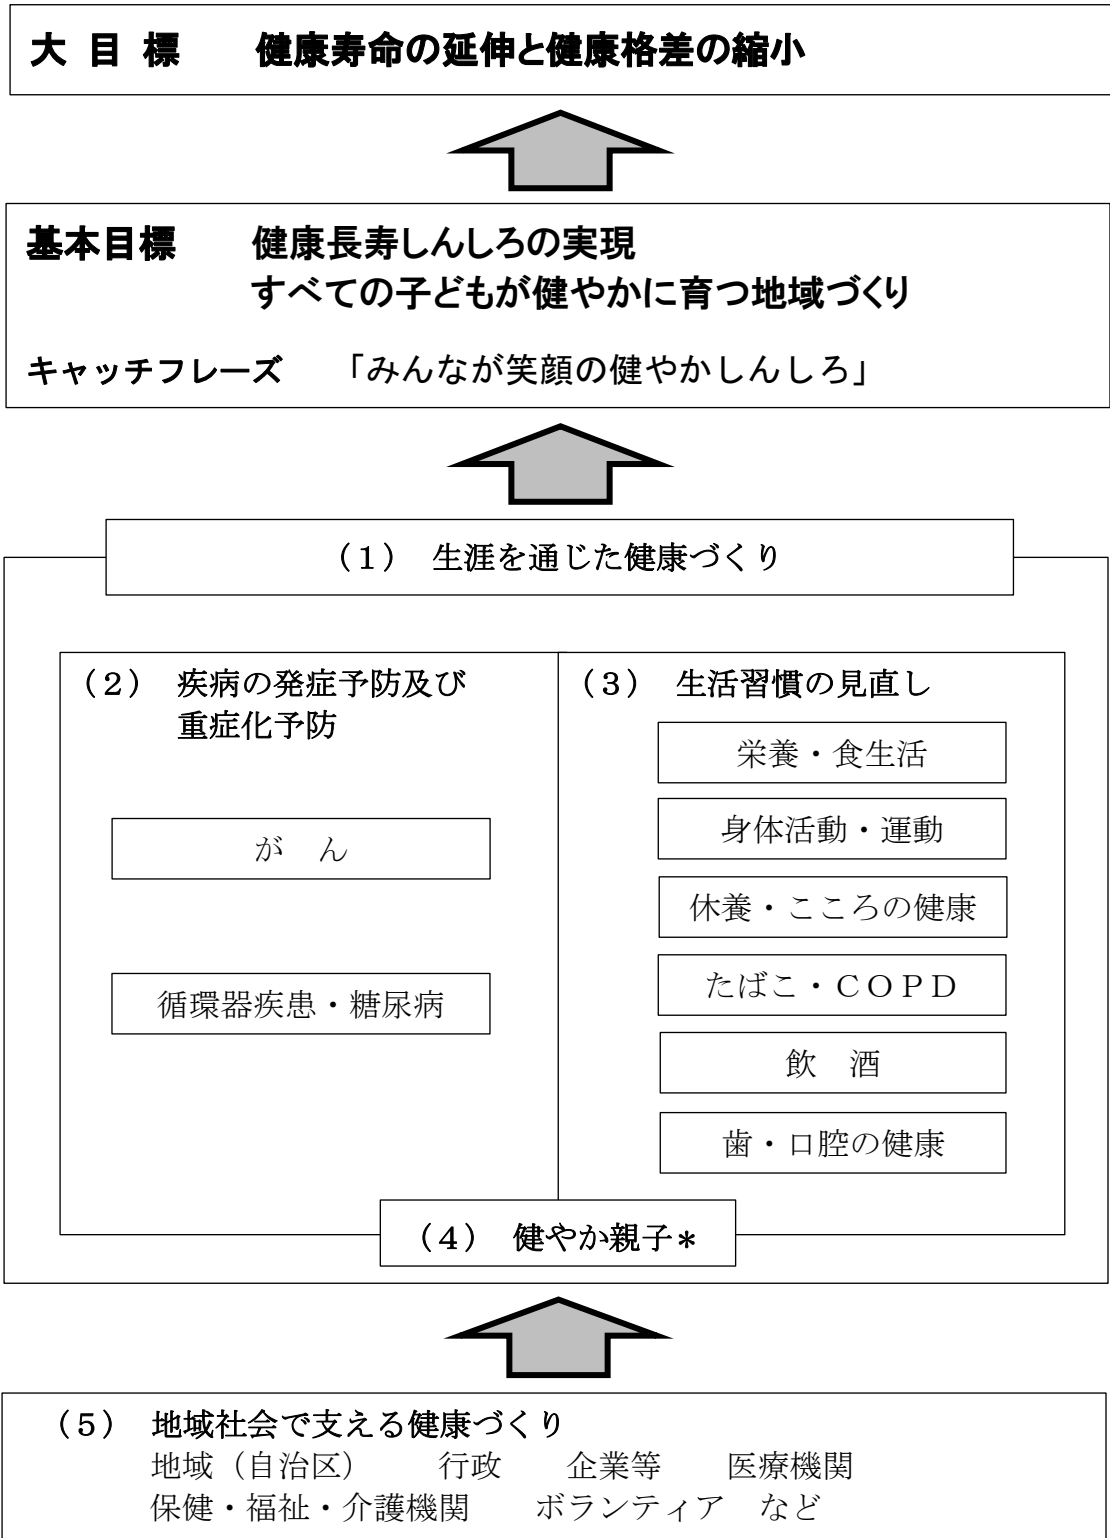 大 目 標　　健康寿命の延伸と健康格差の縮小
基本目標　　健康長寿しんしろの実現
すべての子どもが健やかに育つ地域づくり
キャッチフレーズ　　「みんなが笑顔の健やかしんしろ」
（１）　生涯を通じた健康づくり
（２）　疾病の発症予防及び
重症化予防
が　ん
循環器疾患・糖尿病
（３）　生活習慣の見直し
栄養・食生活
身体活動・運動
休養・こころの健康
たばこ・ＣＯＰＤ
飲　酒
歯・口腔の健康
（４）　健やか親子＊
（５）　地域社会で支える健康づくり
地域（自治区）　　行政　　企業等　　医療機関
保健・福祉・介護機関　　ボランティア　など